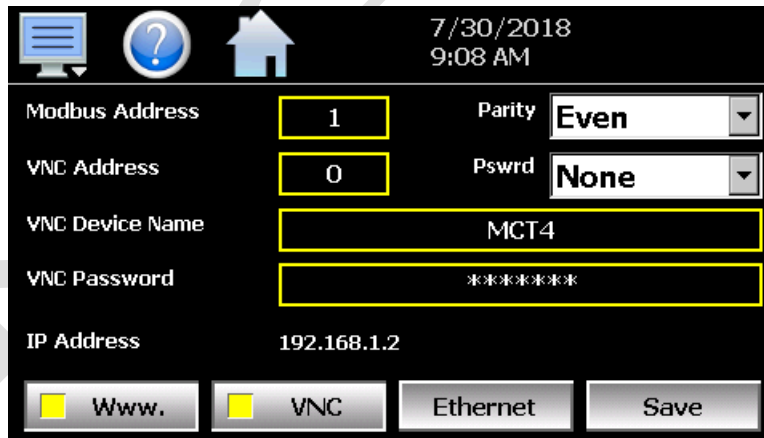 7/30/2018
9:08 AM
?
Modbus Address 1 Parity Even
VNC Address 0 Pswrd None
VNC Device Name MCT4
VNC Password *******
IP Address 192.168.1.2
Www. VNC Ethernet Save